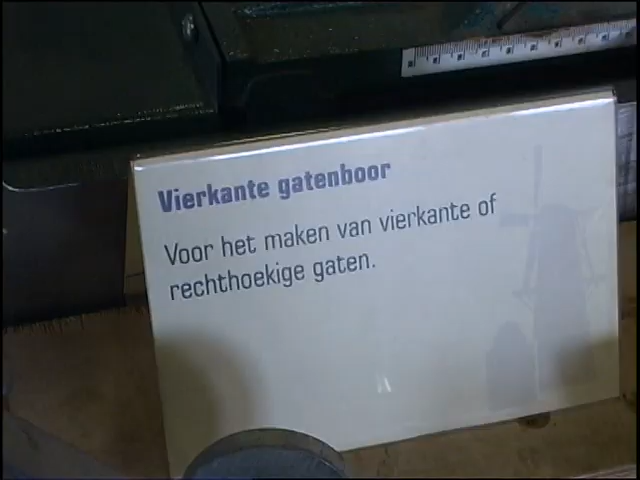 Vierkante gatenboor
Voor het maken van vierkante of
rechthoekige gaten.